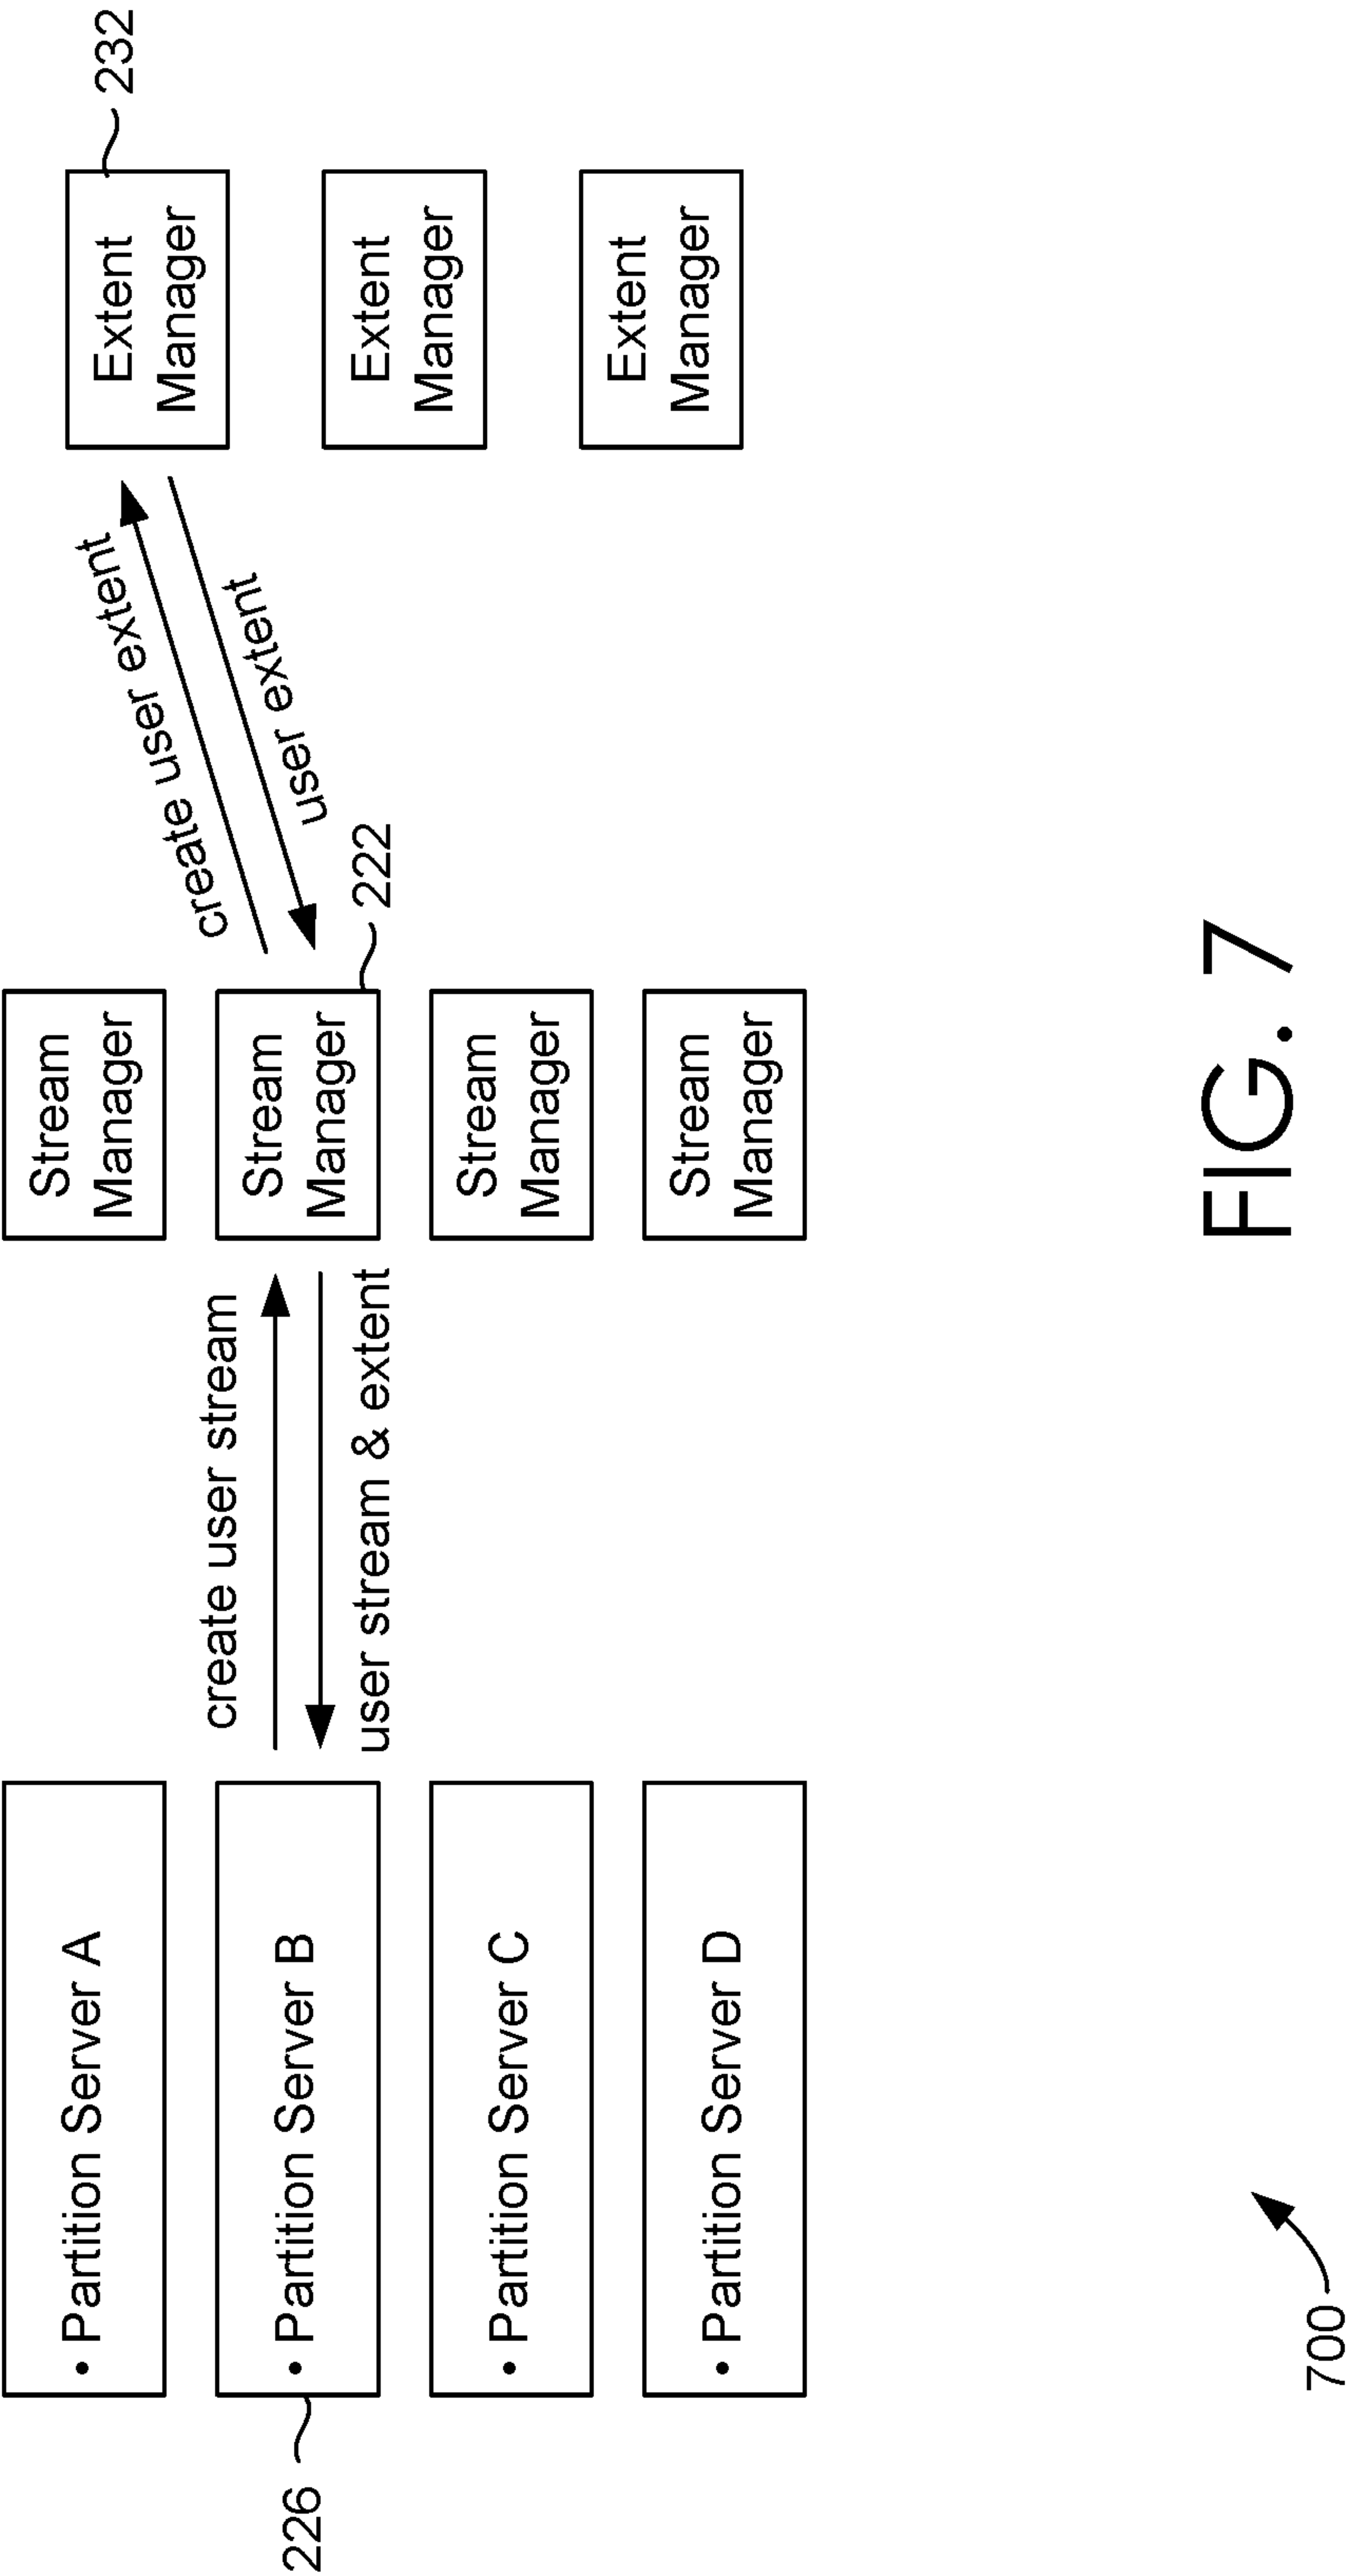 • Partition Server A
• Partition Server B
• Partition Server C
• Partition Server D
226
create user stream
user stream & extent
Stream
Manager
Stream
Manager
Stream
Manager
Stream
Manager
222
create user extent
user extent
Extent
Manager
Extent
Manager
Extent
Manager
232
700
FIG. 7